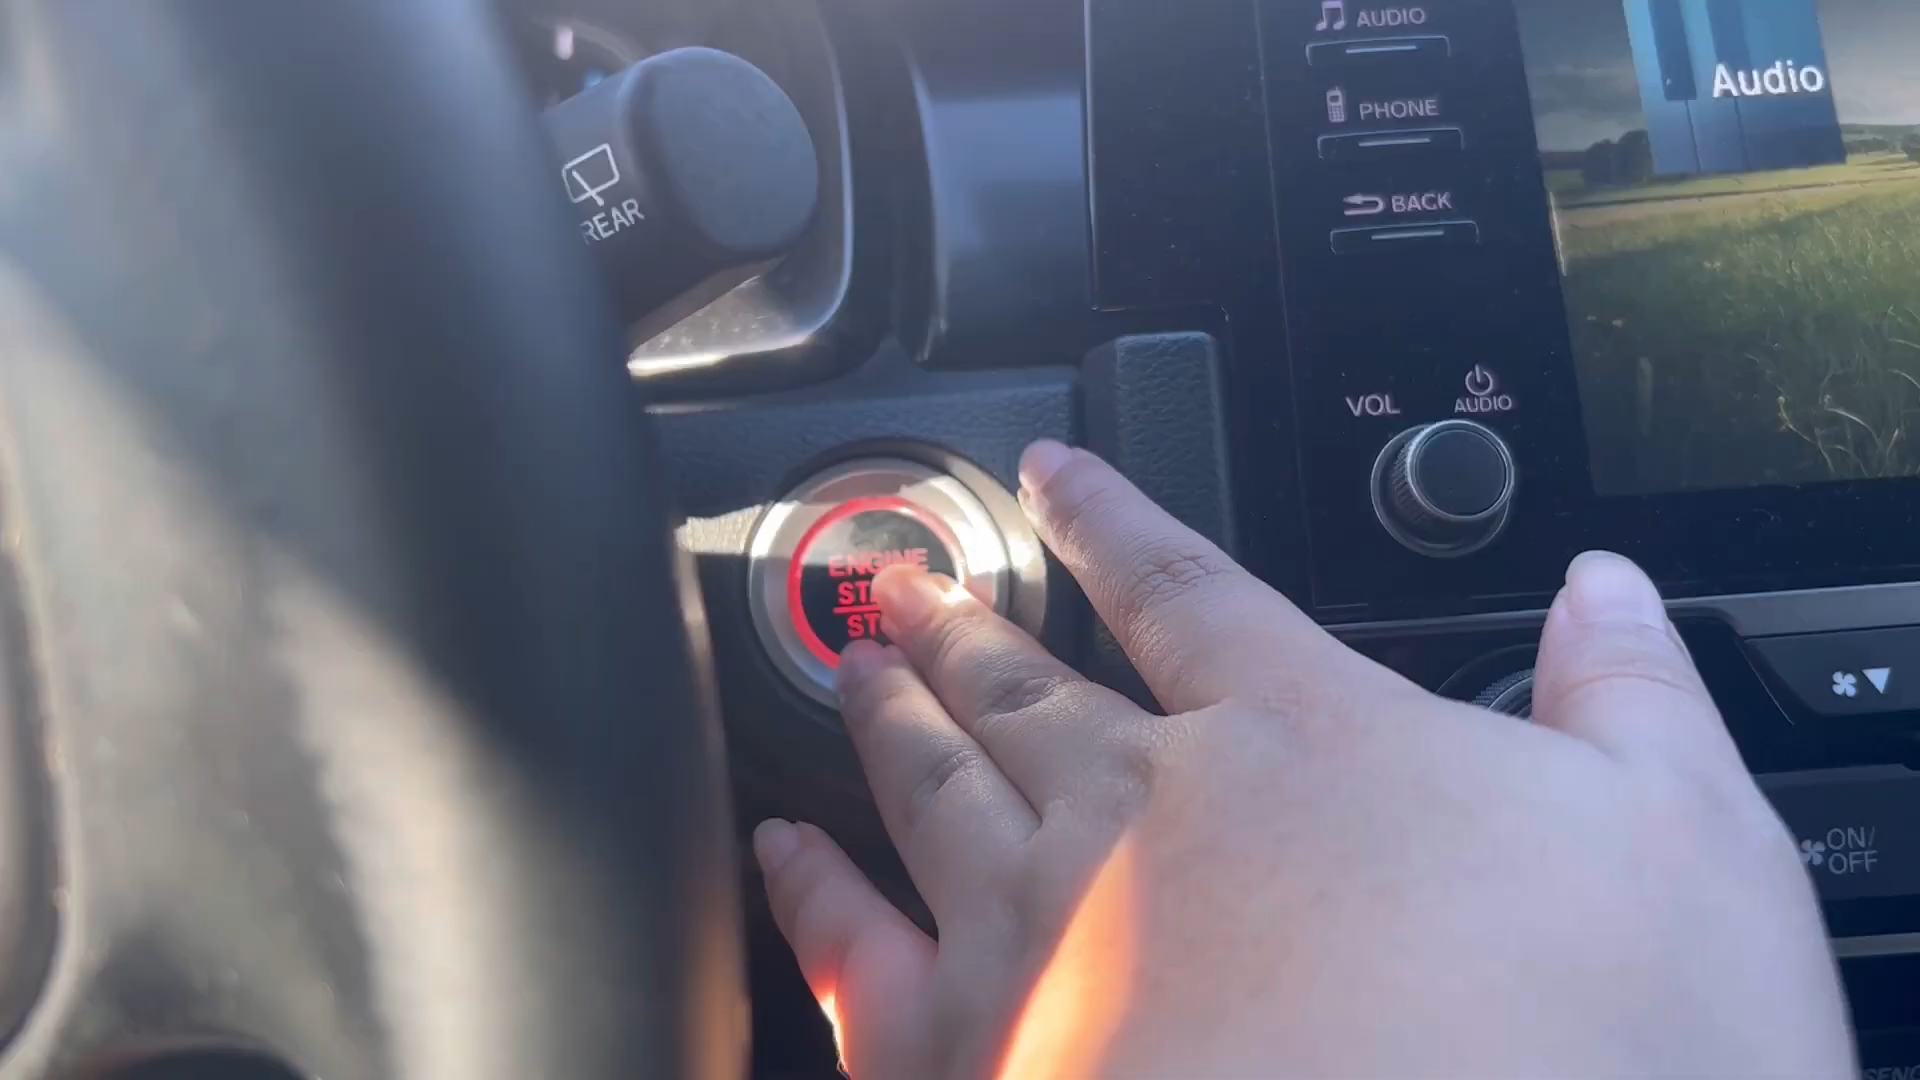 AUDIO
PHONE
BACK
Audio
REAR
VOL
AUDIO
ENGINE
ON/
OFF